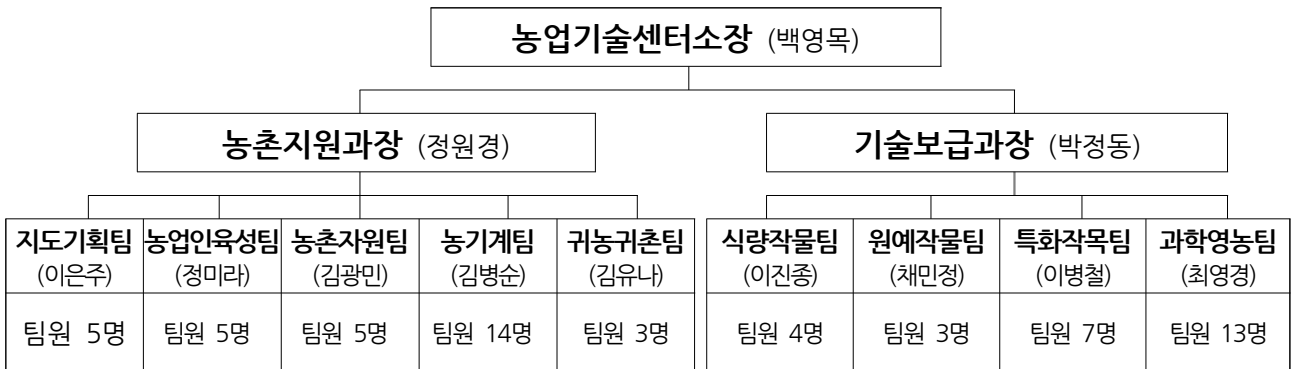 농업기술센터소장 (백영목)
농촌지원과장 (정원경)
기술보급과장 (박정동)
지도기획팀 농업인육성팀 농촌자원팀 농기계팀 귀농귀촌팀 식량작물팀 원예작물팀 특화작목팀 과학영농팀
(이은주) (정미라) (김광민) (김병순) (김유나) (이진종) (채민정) (이병철) (최영경)
팀원 5명 팀원 5명 팀원 5명 팀원 14명 팀원 3명 팀원 4명 팀원 3명 팀원 7명 팀원 13명